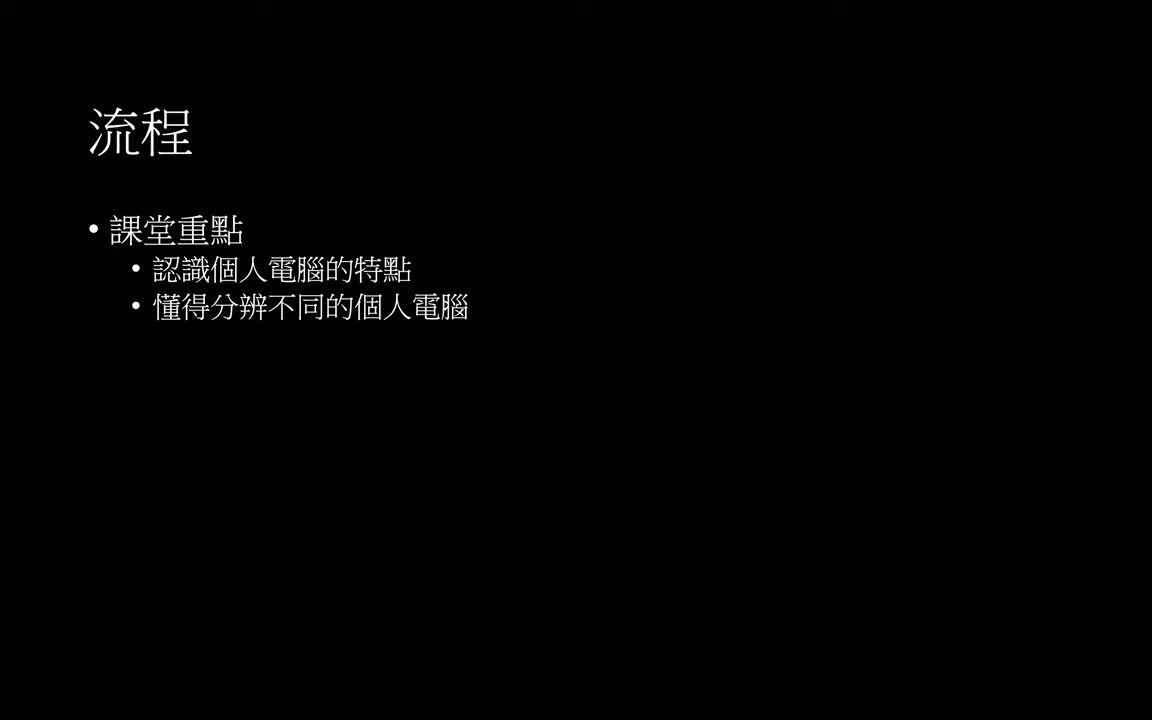 流程
• 課堂重點
• 認識個人電腦的特點
• 懂得分辨不同的個人電腦